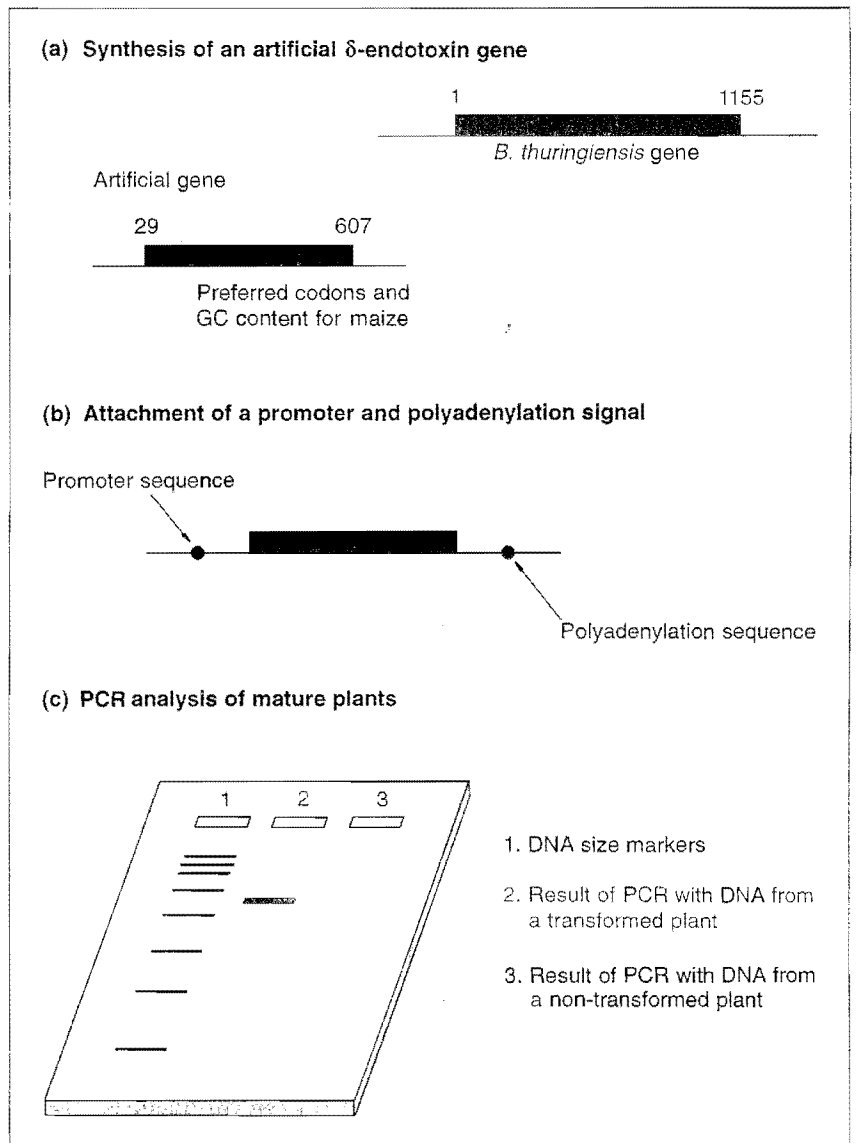 (a) Synthesis of an artificial δ-endotoxin gene
1 1155
B. thuringiensis gene
Artificial gene
29 607
Preferred codons and
GC content for maize
(b) Attachment of a promoter and polyadenylation signal
Promoter sequence
Polyadenylation sequence
(c) PCR analysis of mature plants
1 2 3
1. DNA size markers
2. Result of PCR with DNA from
a transformed plant
3. Result of PCR with DNA from
a non-transformed plant